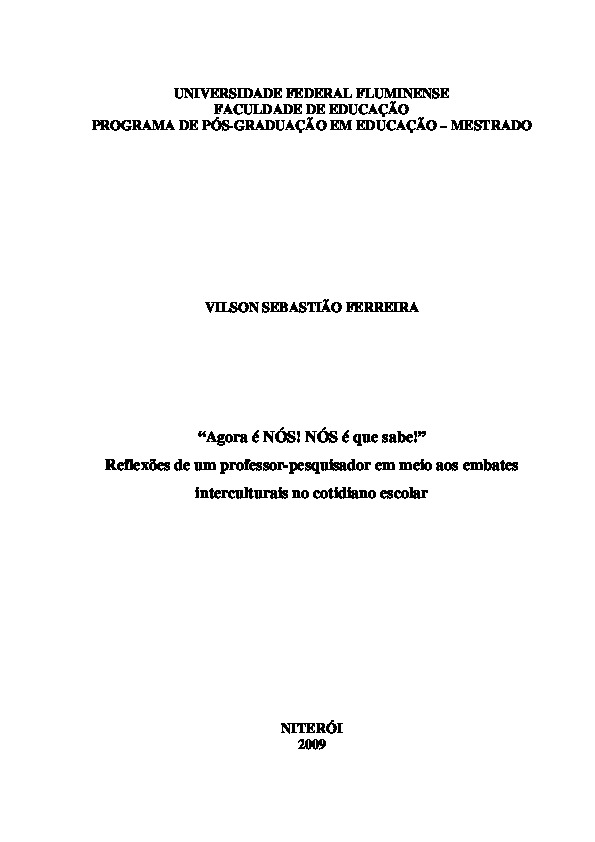 UNIVERSIDADE FEDERAL FLUMINENSE
FACULDADE DE EDUCAÇÃO
PROGRAMA DE PÓS-GRADUAÇÃO EM EDUCAÇÃO – MESTRADO
VILSON SEBASTIÃO FERREIRA
“Agora é NÓS! NÓS é que sabe!”
Reflexões de um professor-pesquisador em meio aos embates
interculturais no cotidiano escolar
NITERÓI
2009